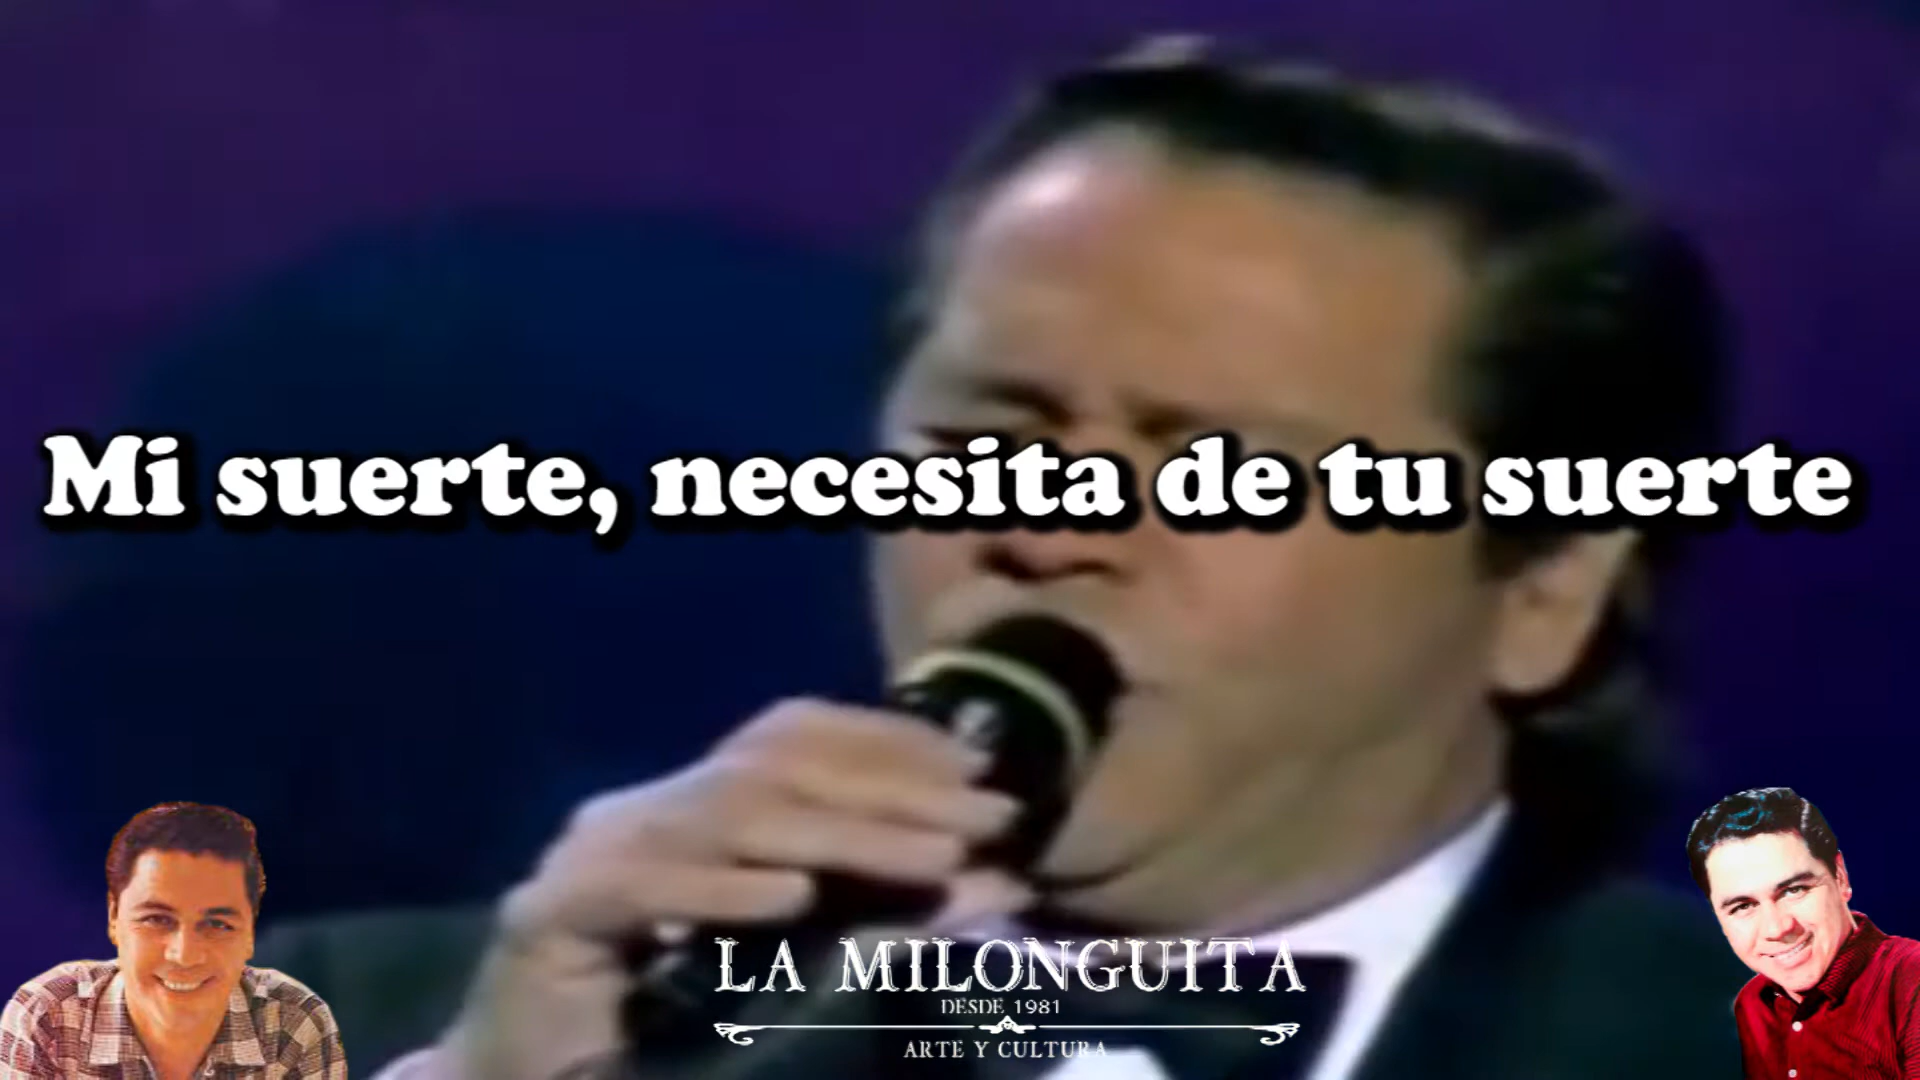 Mi suerte, necesita de tu suerte
LA MILONGUITA
DESDE 1981
ARTE Y CULTURA